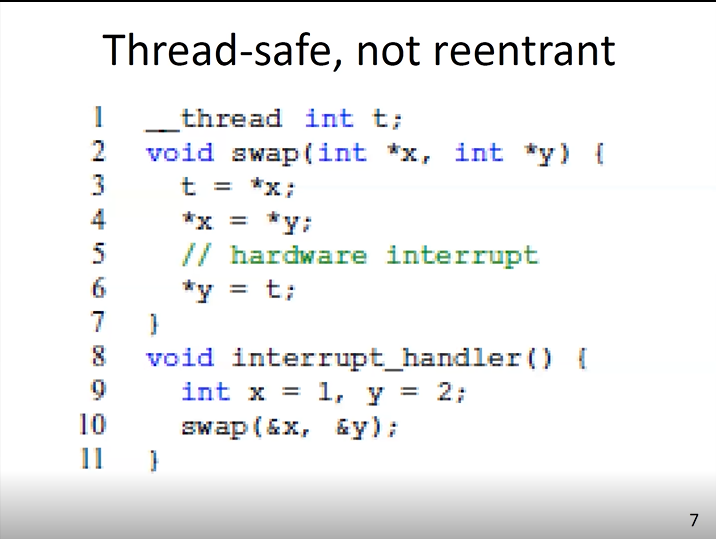 Thread-safe, not reentrant
1 __thread int t;
2 void swap(int *x, int *y) {
3 t = *x;
4 *x = *y;
5 // hardware interrupt
6 *y = t;
7 }
8 void interrupt_handler() {
9 int x = 1, y = 2;
10 swap(&x, &y);
11 }
7